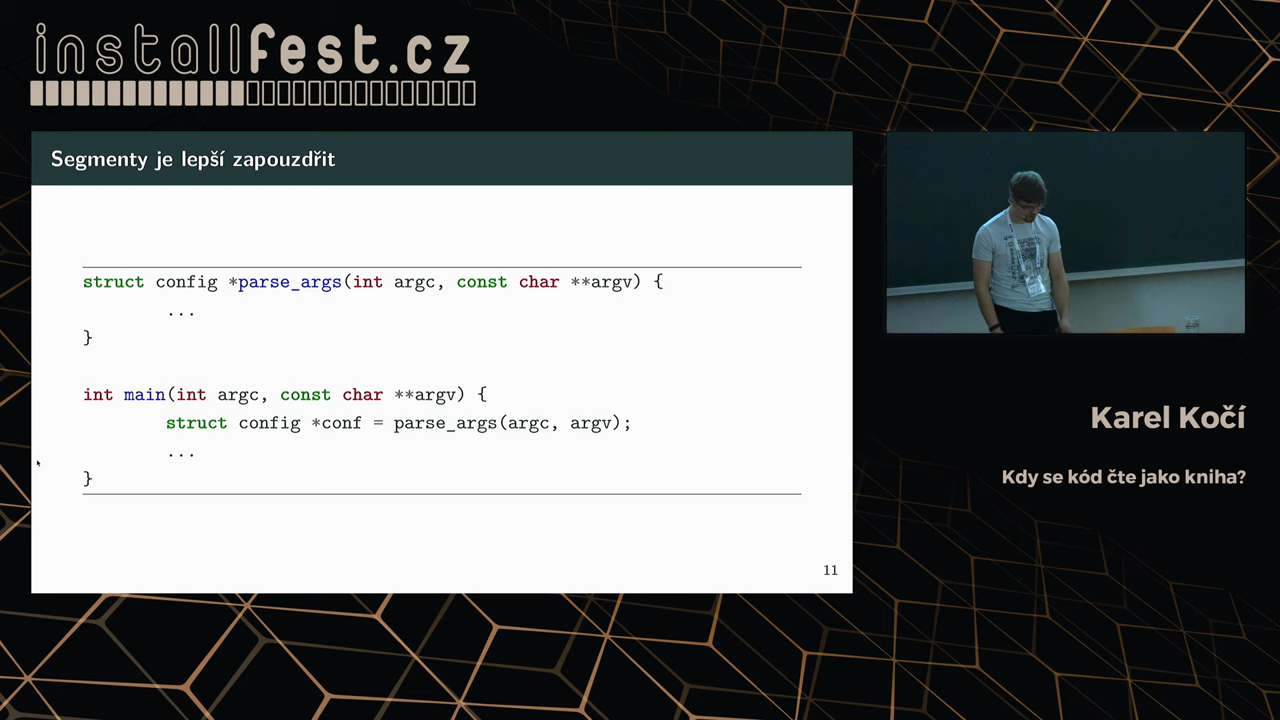 installfest.cz
Segmenty je lepší zapouzdřit
struct config *parse_args(int argc, const char **argv) {
...
}
int main(int argc, const char **argv) {
struct config *conf = parse_args(argc, argv);
...
}
11
Karel Kočí
Kdy se kód čte jako kniha?